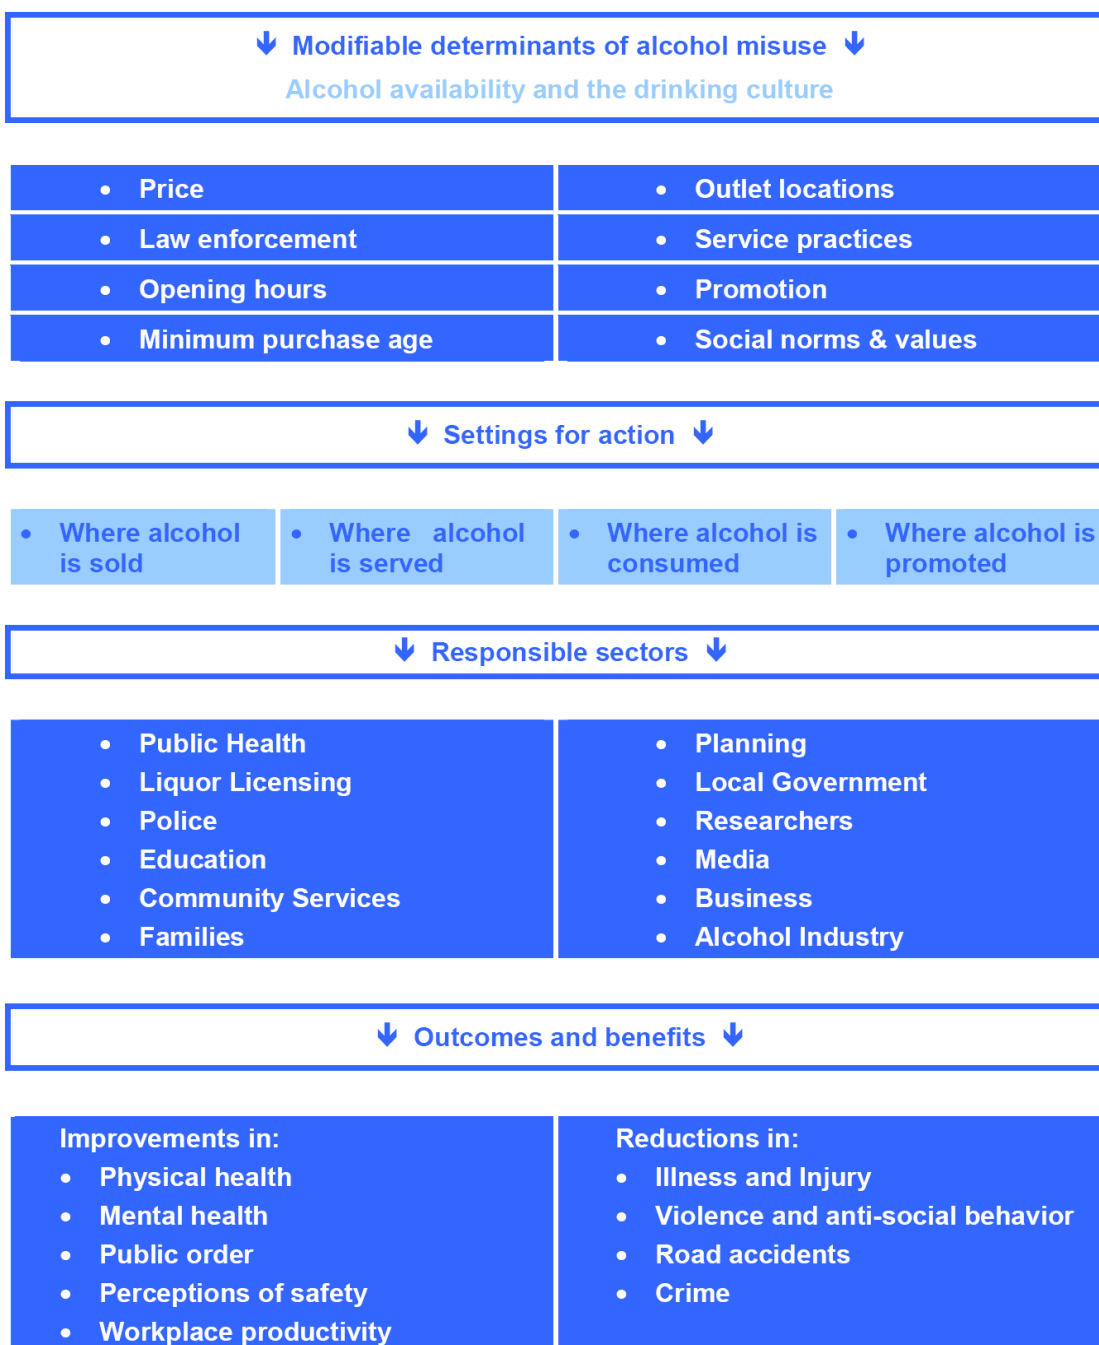 🡻 Modifiable determinants of alcohol misuse 🡻
Alcohol availability and the drinking culture
• Price
• Outlet locations
• Law enforcement
• Service practices
• Opening hours
• Promotion
• Minimum purchase age
• Social norms & values
🡻 Settings for action 🡻
• Where alcohol
is sold
• Where alcohol
is served
• Where alcohol is
consumed
• Where alcohol is
promoted
🡻 Responsible sectors 🡻
• Public Health
• Liquor Licensing
• Police
• Education
• Community Services
• Families
• Planning
• Local Government
• Researchers
• Media
• Business
• Alcohol Industry
🡻 Outcomes and benefits 🡻
Improvements in:
• Physical health
• Mental health
• Public order
• Perceptions of safety
• Workplace productivity
Reductions in:
• Illness and Injury
• Violence and anti-social behavior
• Road accidents
• Crime